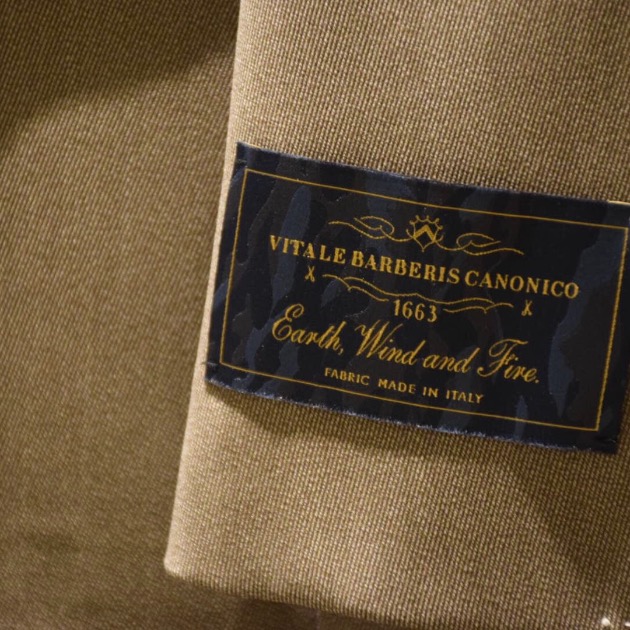 VITALE BARBERIS CANONICO
1663
Earth, Wind and Fire.
FABRIC MADE IN ITALY